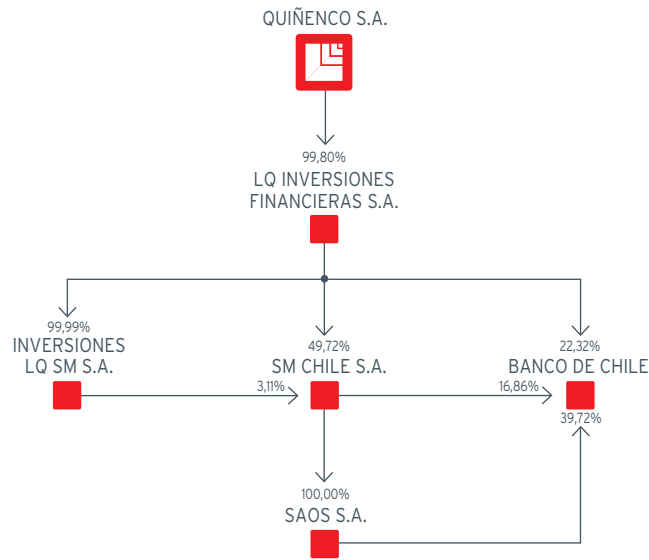 QUIÑENCO S.A.
99,80%
LQ INVERSIONES
FINANCIERAS S.A.
99,99%
INVERSIONES
LQ SM S.A.
49,72%
SM CHILE S.A.
22,32%
BANCO DE CHILE
3,11%
16,86%
39,72%
100,00%
SAOS S.A.